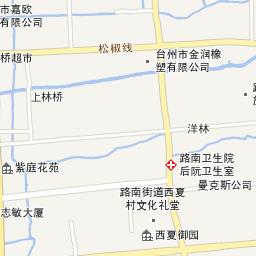 市嘉欧
有限公司
桥超市
松椒线
台州市金润橡
塑有限公司
上林桥
洋林
路南卫生院
后阮卫生室
曼克斯公司
紫庭花苑
路南街道西夏
村文化礼堂
志敏大厦
西夏御园